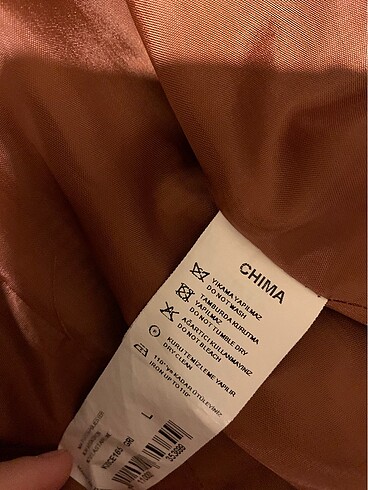 CHIMA
YIKAMA YAPILMAZ
DO NOT WASH
TAMBURDA KURUTMA
YAPILMAZ
DO NOT TUMBLE DRY
AĞARTICI KULLANMAYINIZ
DO NOT BLEACH
KURU TEMİZLEME YAPILIR
DRY CLEAN
110° ye KADAR ÜTÜLEYİNİZ
IRON UP TO 110°
L